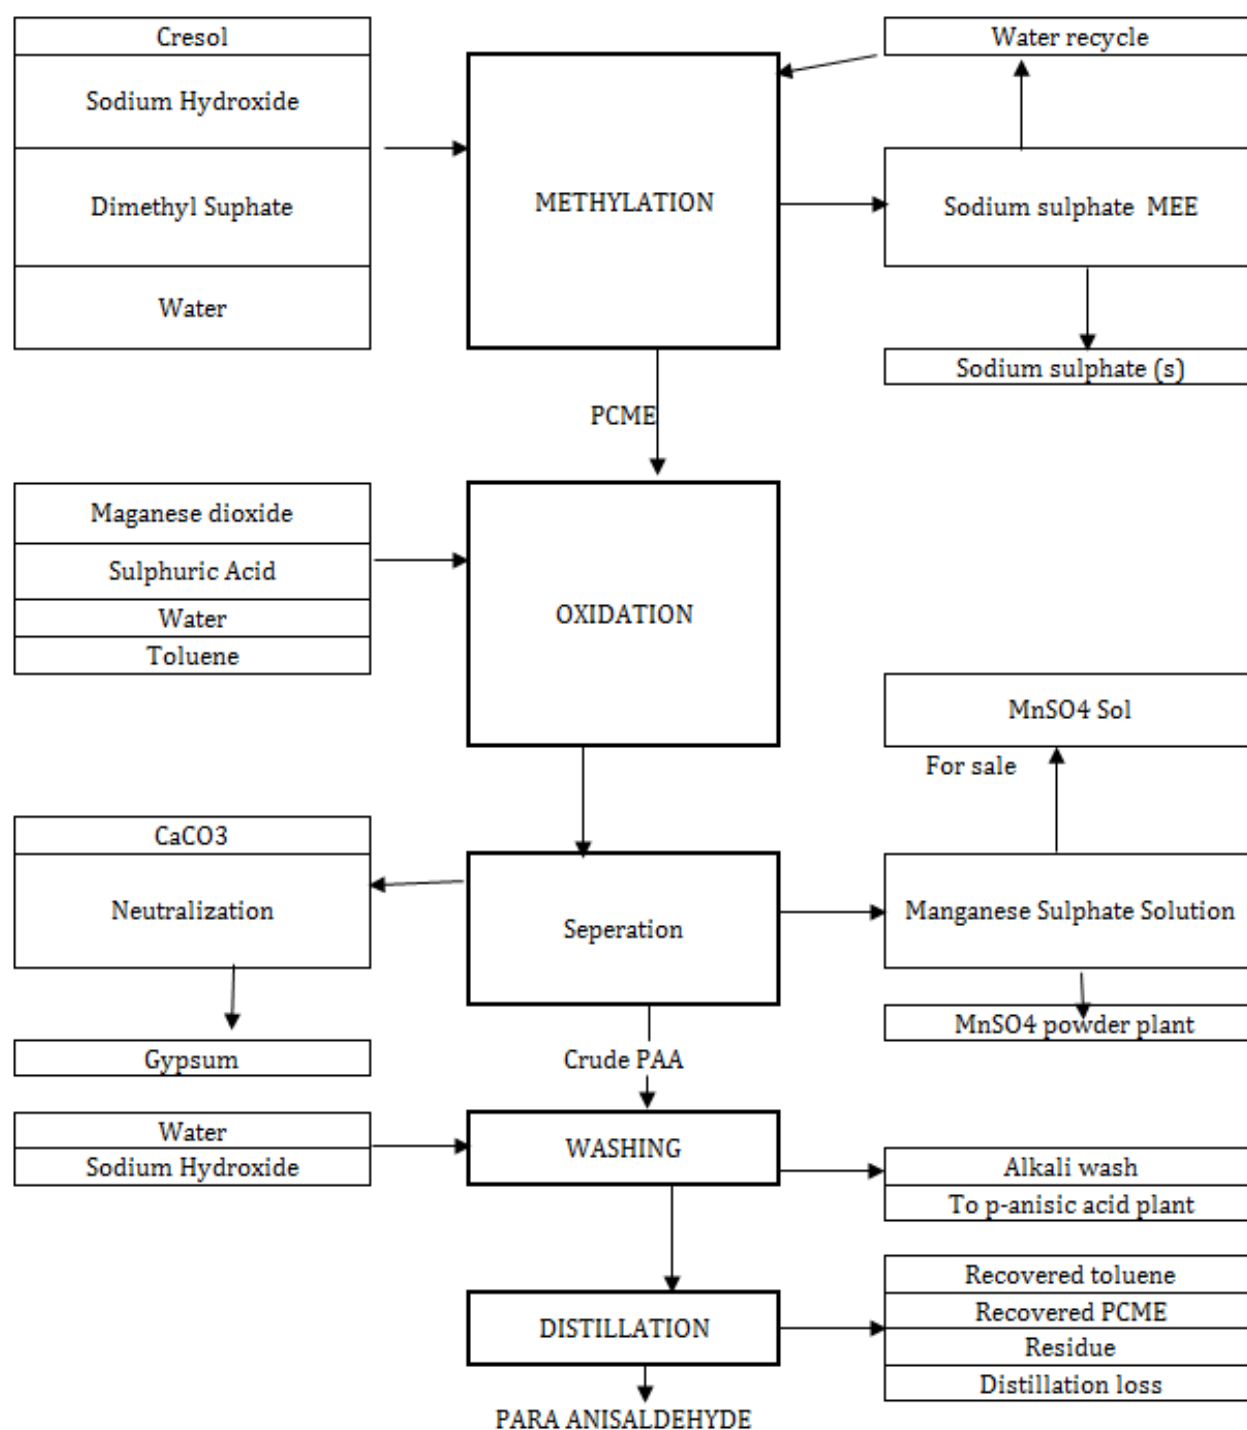 Cresol
Water recycle
Sodium Hydroxide
Dimethyl Suphate
METHYLATION
Sodium sulphate  MEE
Water
Sodium sulphate (s)
PCME
Maganese dioxide
Sulphuric Acid
Water
Toluene
OXIDATION
MnSO4 Sol
For sale
CaCO3
Neutralization
Seperation
Manganese Sulphate Solution
MnSO4 powder plant
Gypsum
Crude PAA
Water
Sodium Hydroxide
WASHING
Alkali wash
To p-anisic acid plant
Recovered toluene
Recovered PCME
DISTILLATION
Residue
Distillation loss
PARA ANISALDEHYDE